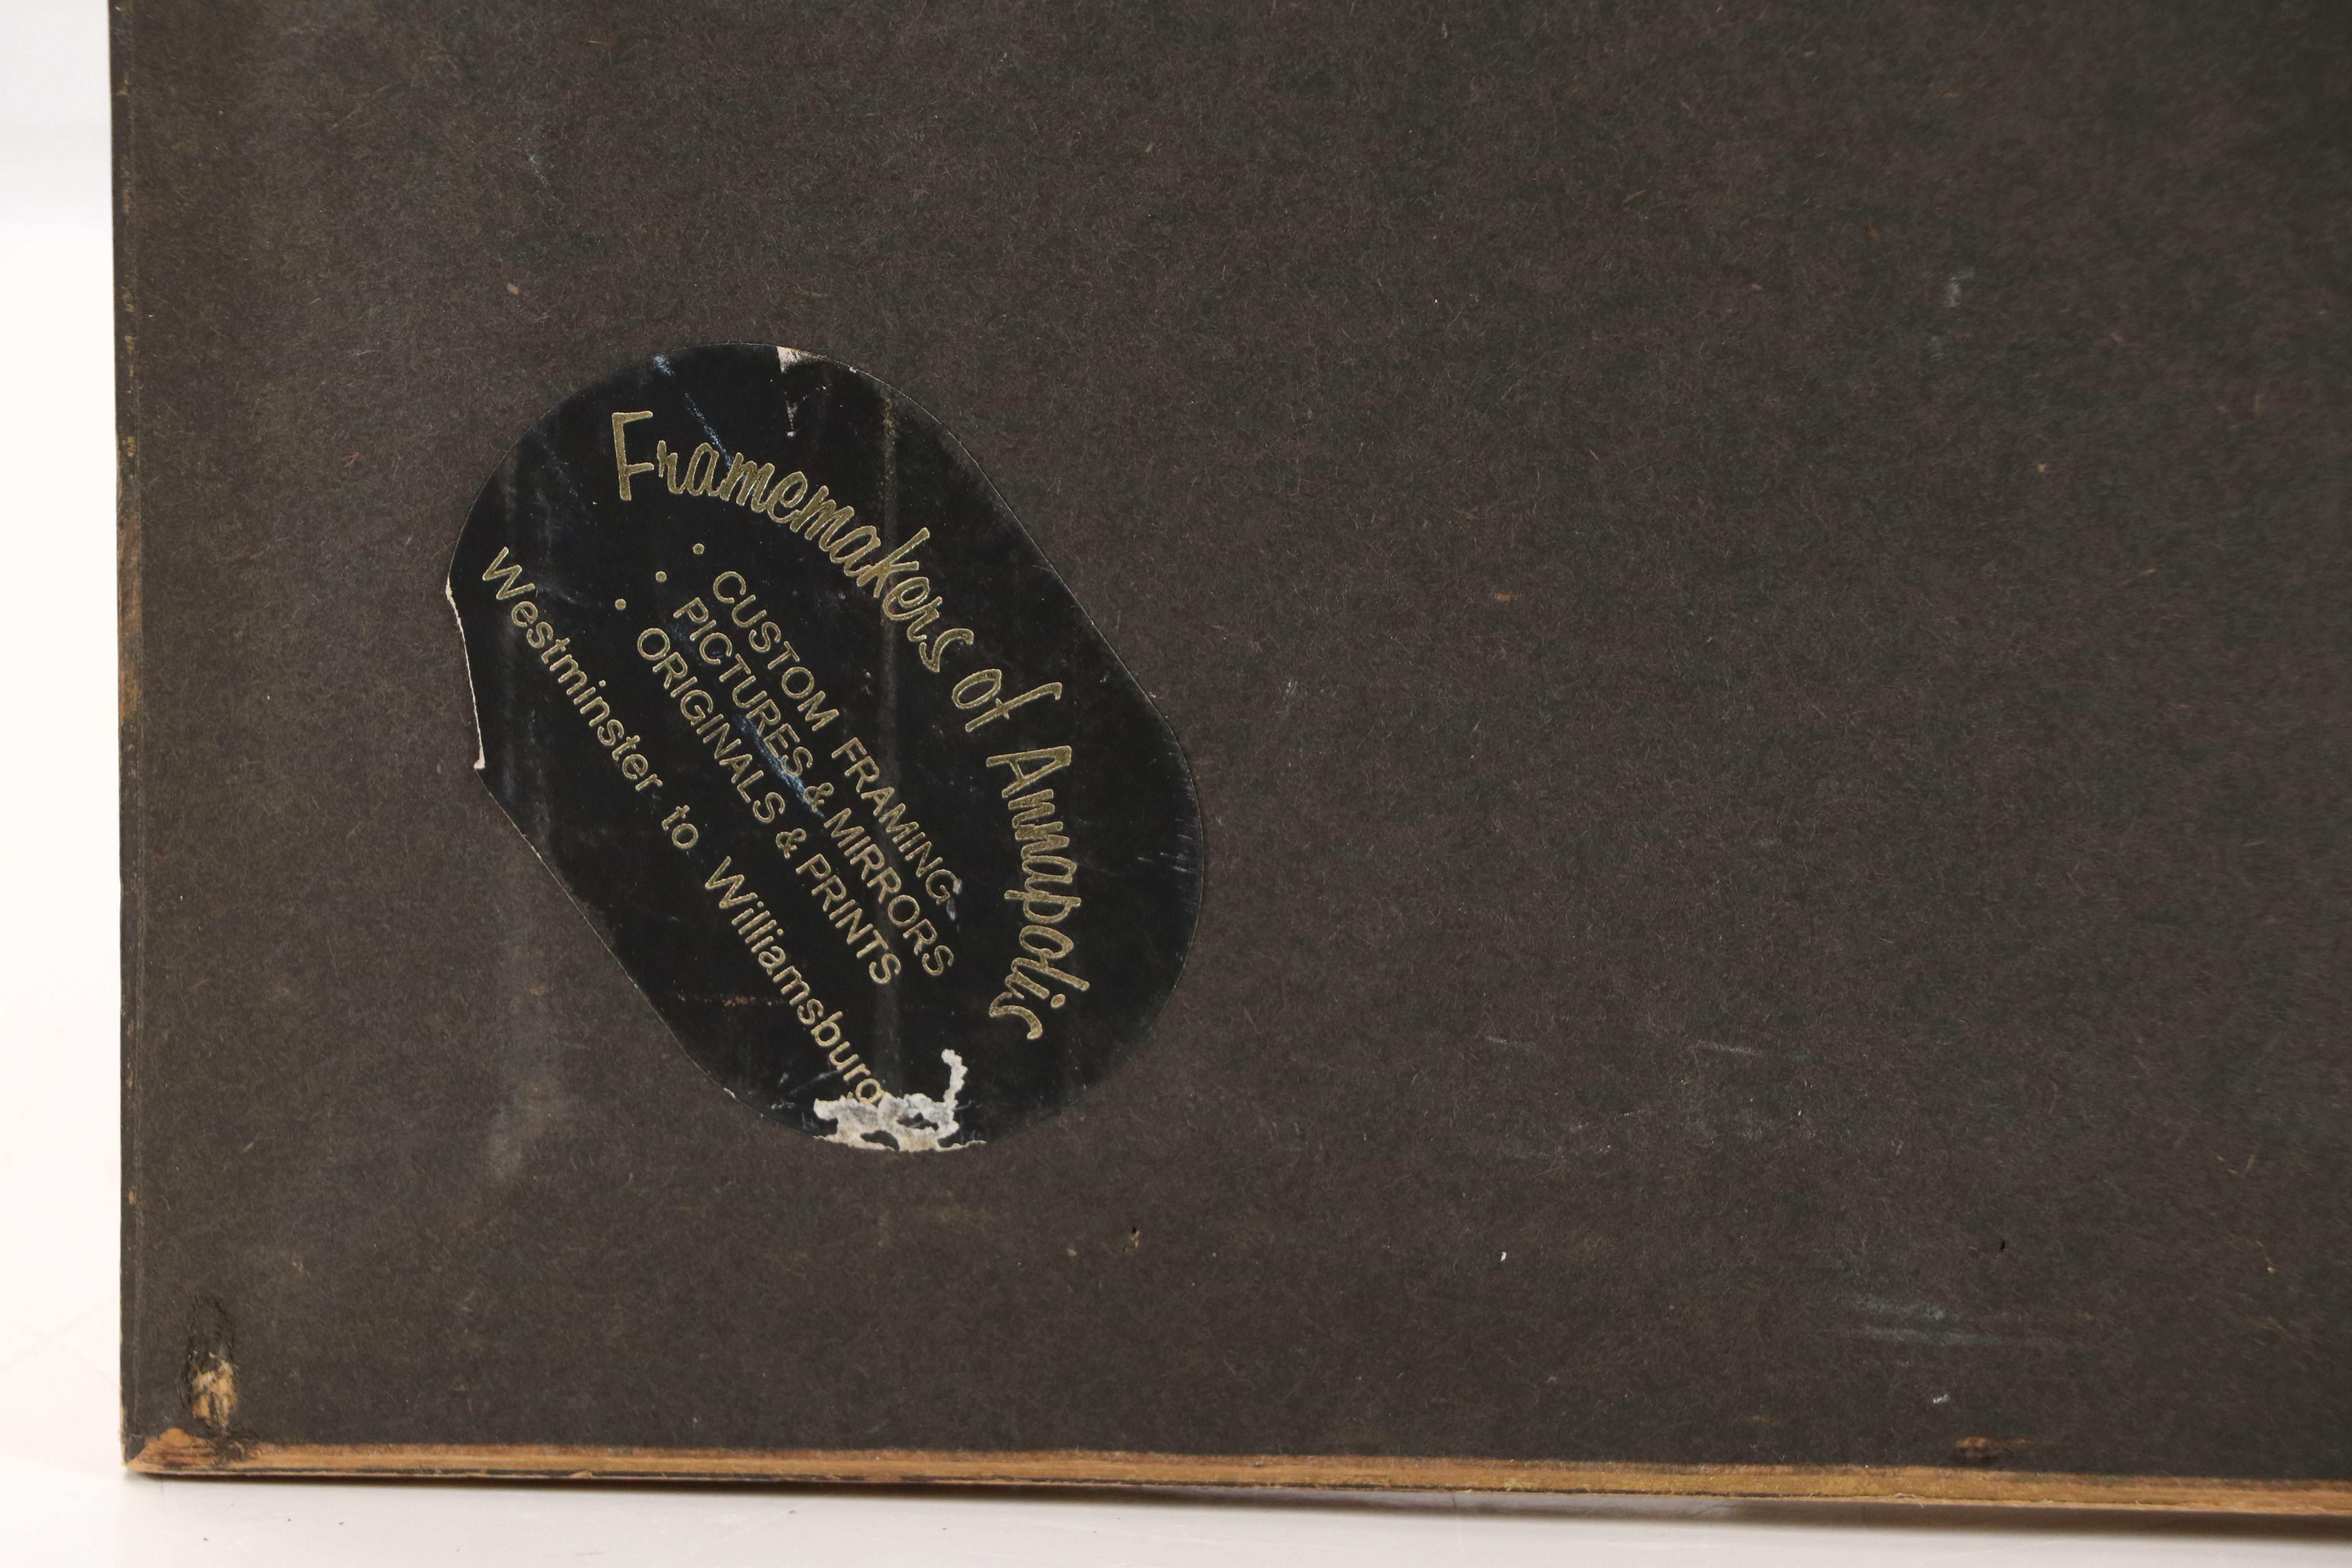 Framemakers of Annapolis
• CUSTOM FRAMING
• PICTURES & MIRRORS
• ORIGINALS & PRINTS
Westminster to Williamsburg